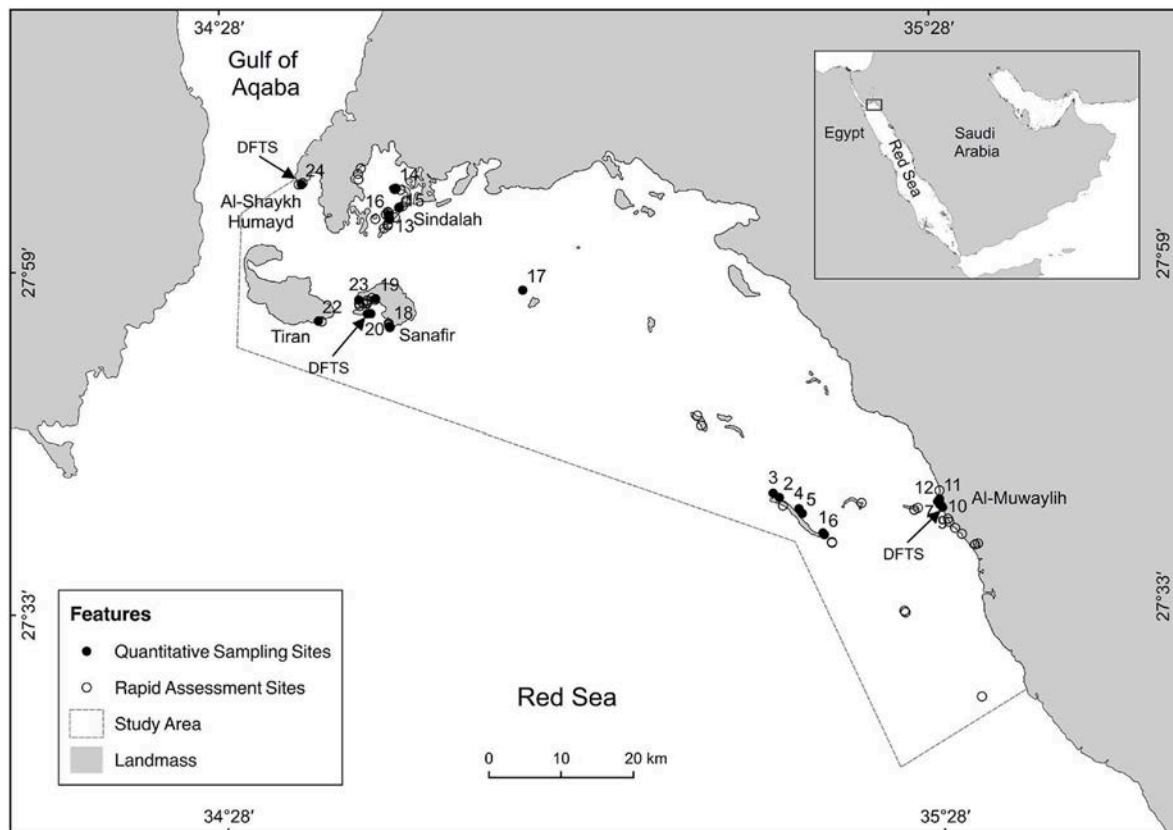 34°28′
35°28′
Gulf of
Aqaba
DFTS
24
14
Al-Shaykh
Humayd
16
15
Sindalah
13
27°59′
27°59′
17
23
19
22
18
Tiran
20
Sanafir
DFTS
Egypt
Red Sea
Saudi
Arabia
3
2
4
5
16
12
11
Al-Muwaylih
7
10
9
DFTS
27°33′
27°33′
Features
Quantitative Sampling Sites
Rapid Assessment Sites
Study Area
Landmass
Red Sea
0 10 20 km
34°28′
35°28′